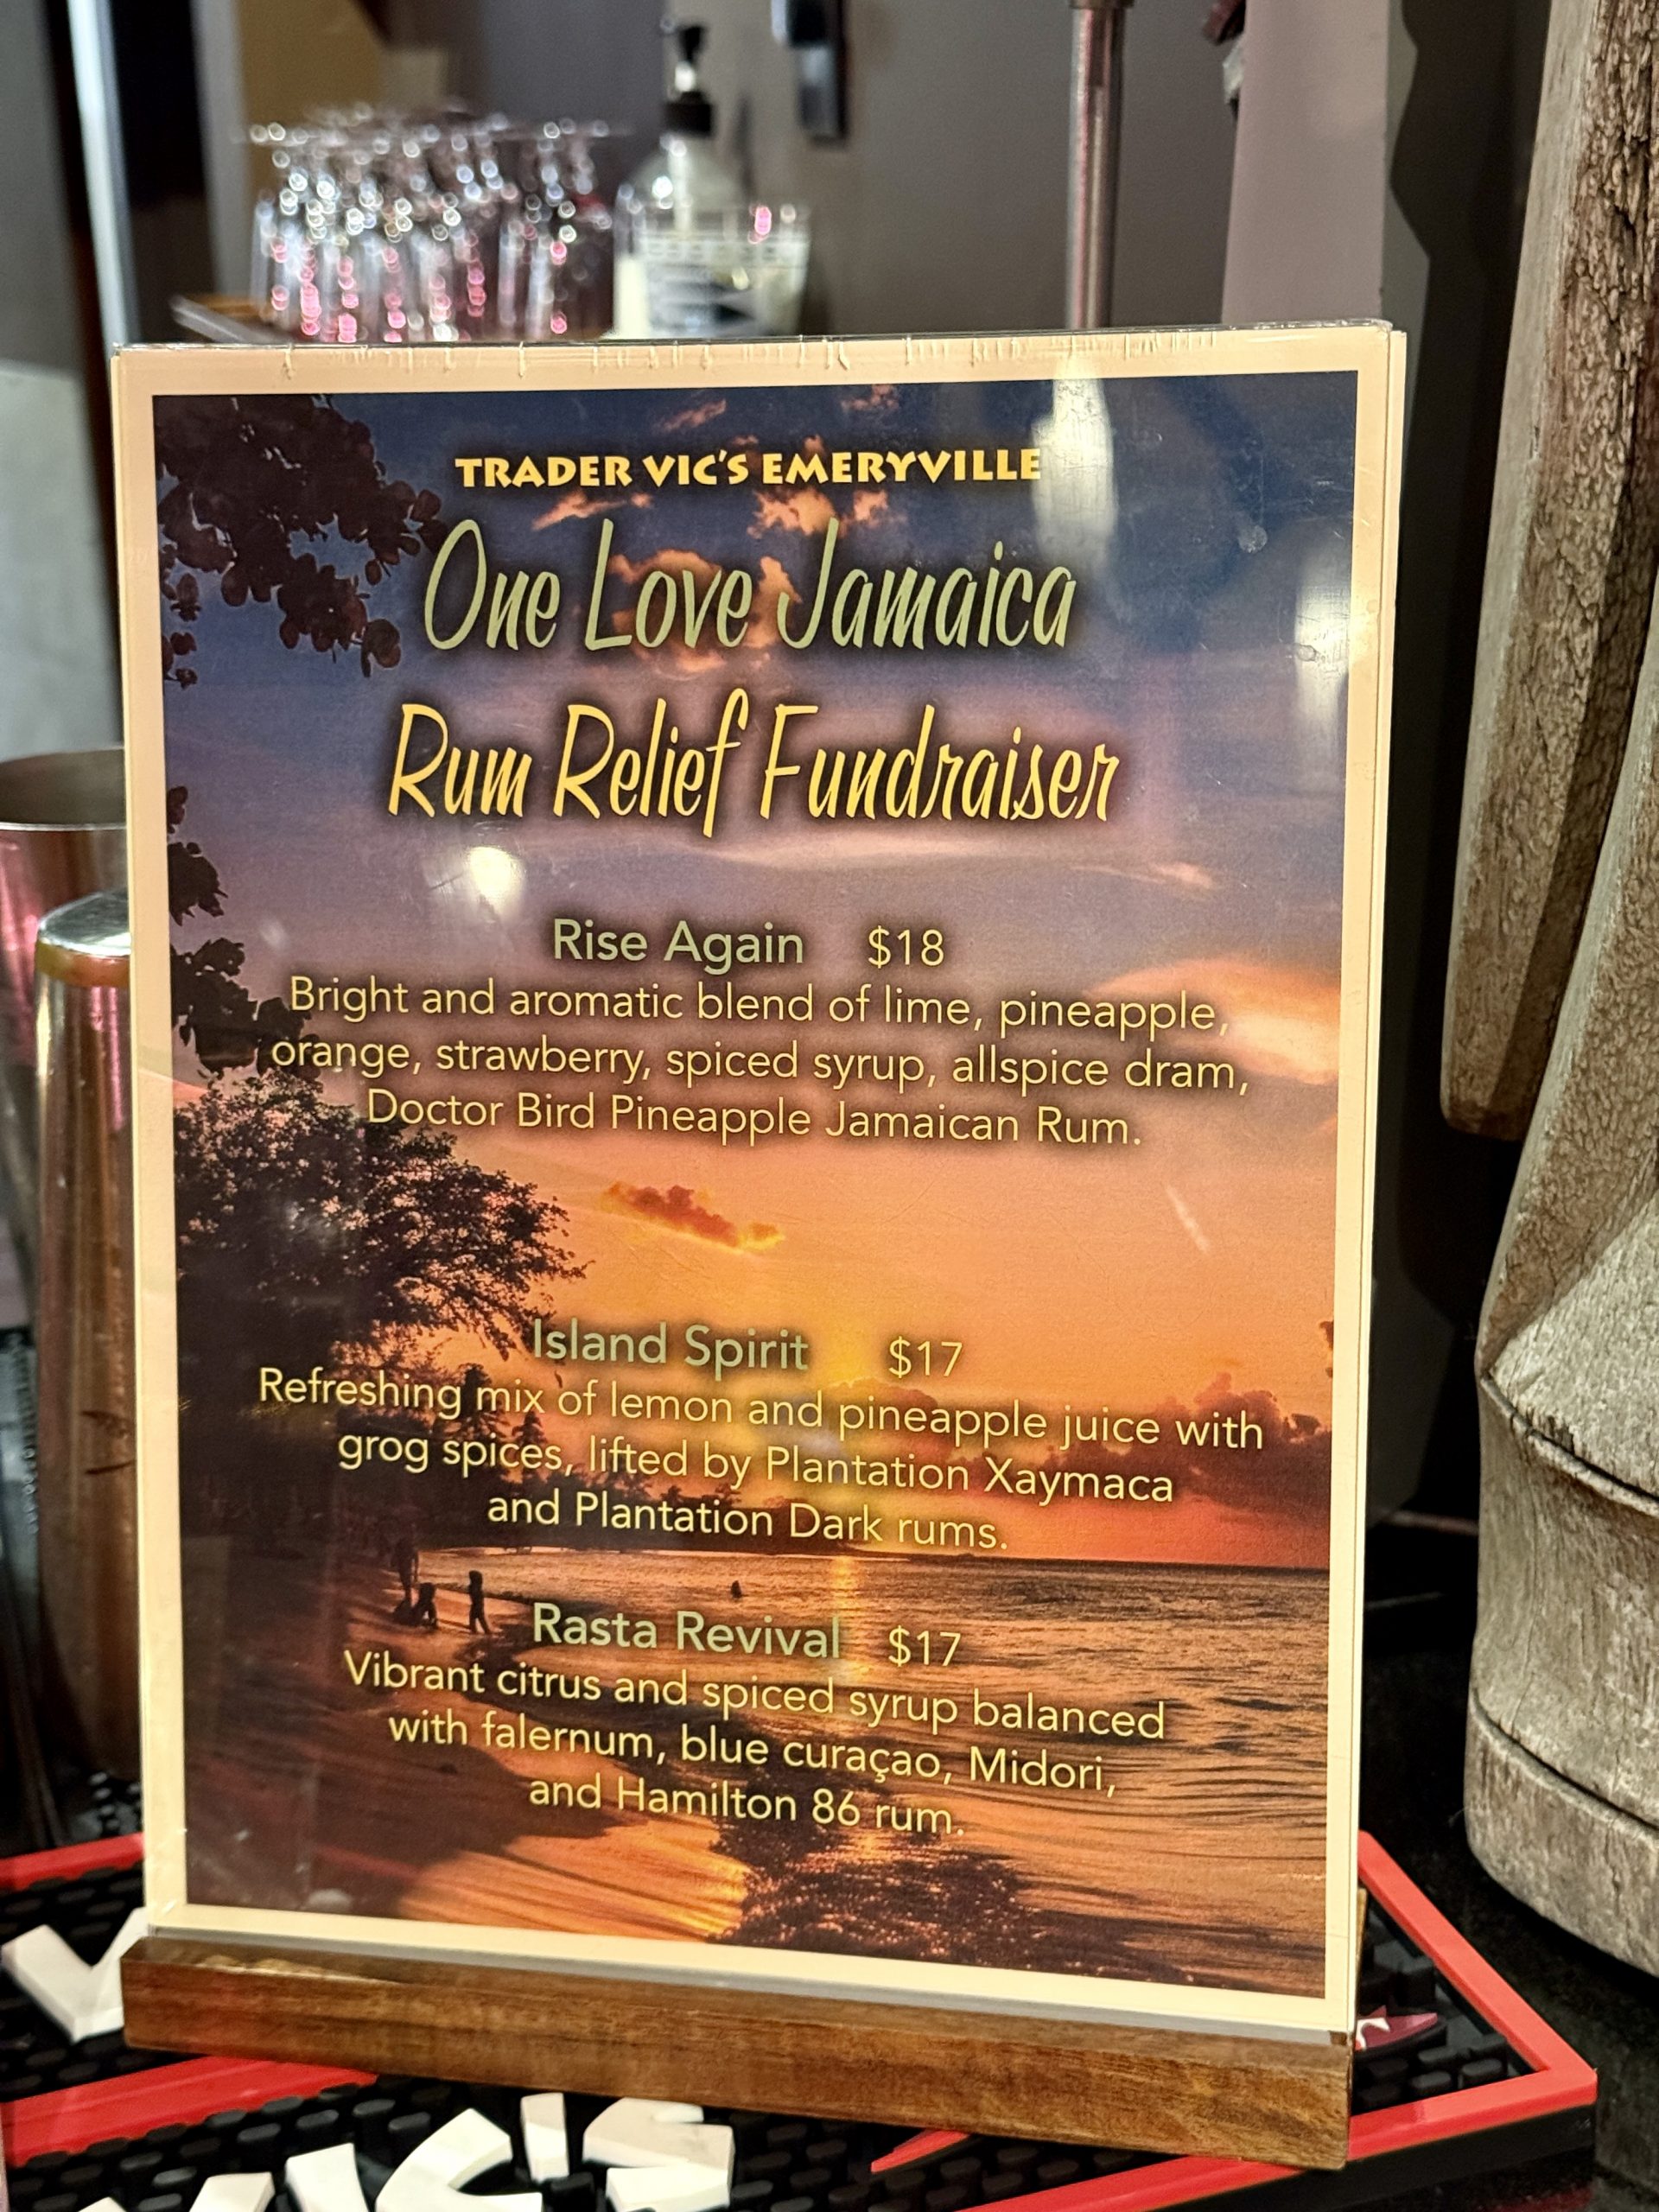 TRADER VIC'S EMERYVILLE
One Love Jamaica
Rum Relief Fundraiser
Rise Again $18
Bright and aromatic blend of lime, pineapple,
orange, strawberry, spiced syrup, allspice dram,
Doctor Bird Pineapple Jamaican Rum.
Island Spirit $17
Refreshing mix of lemon and pineapple juice with
grog spices, lifted by Plantation Xaymaca
and Plantation Dark rums.
Rasta Revival $17
Vibrant citrus and spiced syrup balanced
with falernum, blue curaçao, Midori,
and Hamilton 86 rum.